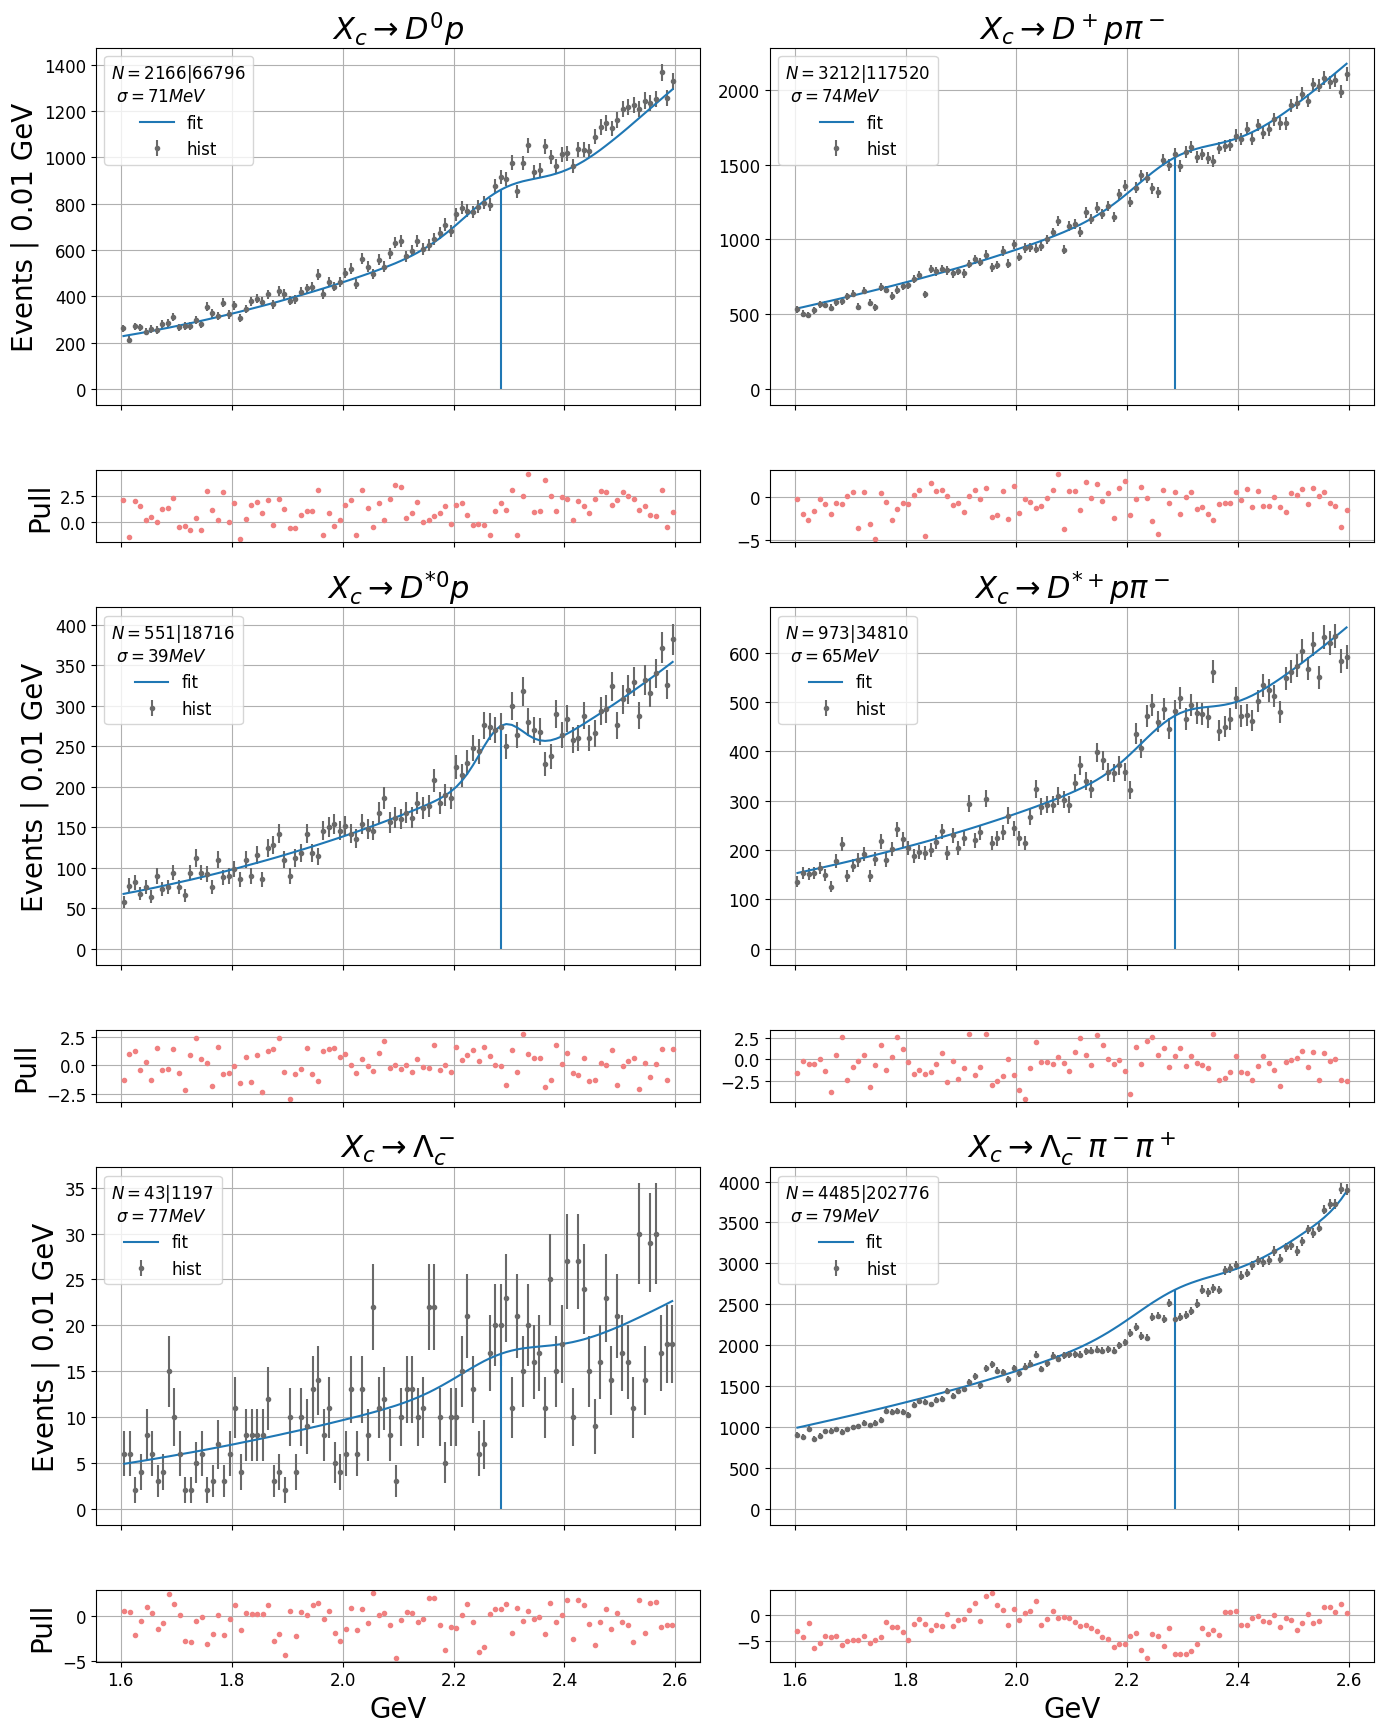 X_c → D^0 p
N = 2166|66796
σ = 71MeV
fit
hist
1400
1200
1000
800
600
400
200
0
Events | 0.01 GeV
2.5
0.0
Pull
X_c → D^+ pπ^−
N = 3212|117520
σ = 74MeV
fit
hist
2000
1500
1000
500
0
0
−5
X_c → D^{*0} p
N = 551|18716
σ = 39MeV
fit
hist
400
350
300
250
200
150
100
50
0
Events | 0.01 GeV
2.5
0.0
−2.5
Pull
X_c → D^{*+} pπ^−
N = 973|34810
σ = 65MeV
fit
hist
600
500
400
300
200
100
0
2.5
0.0
−2.5
X_c → Λ_c^−
N = 43|1197
σ = 77MeV
fit
hist
35
30
25
20
15
10
5
0
Events | 0.01 GeV
0
−5
Pull
1.6 1.8 2.0 2.2 2.4 2.6
GeV
X_c → Λ_c^− π^− π^+
N = 4485|202776
σ = 79MeV
fit
hist
4000
3500
3000
2500
2000
1500
1000
500
0
0
−5
1.6 1.8 2.0 2.2 2.4 2.6
GeV